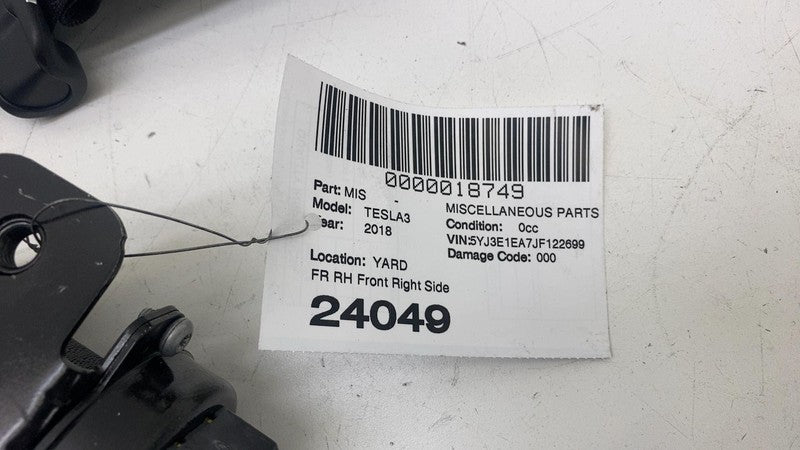 0000018749
Part: MIS - MISCELLANEOUS PARTS
Model: TESLA3 Condition: 0cc
Year: 2018 VIN:5YJ3E1EA7JF122699
Damage Code: 000
Location: YARD
FR RH Front Right Side
24049